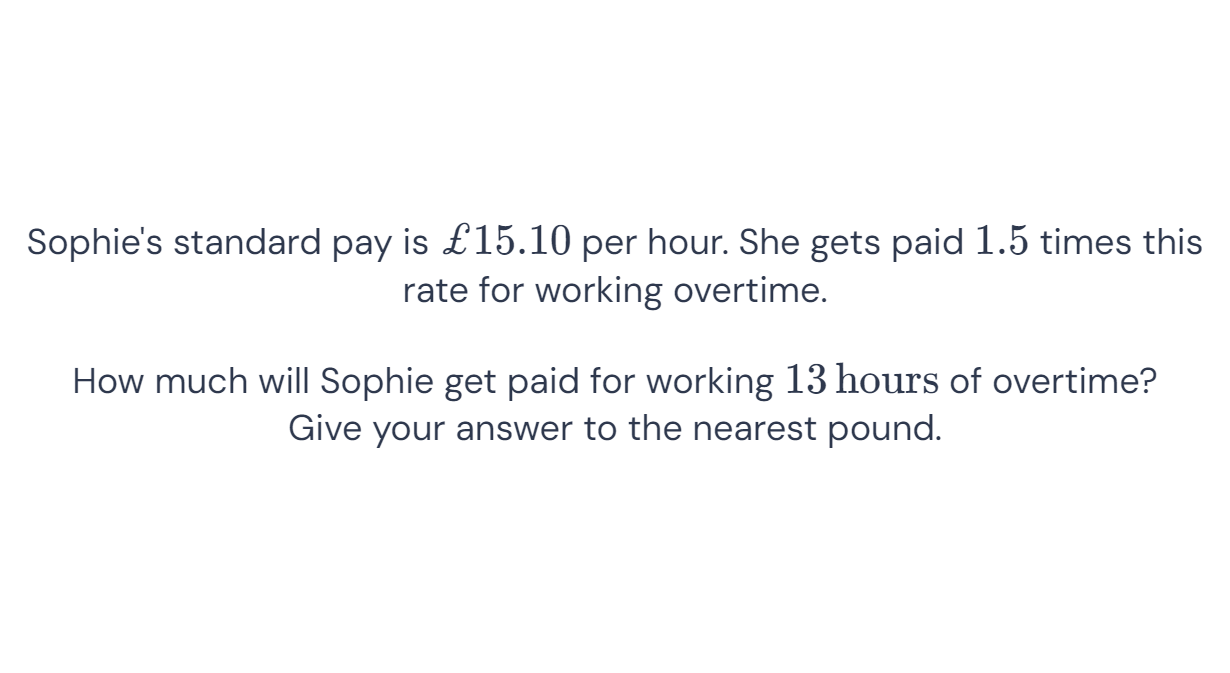 Sophie's standard pay is £15.10 per hour. She gets paid 1.5 times this
rate for working overtime.
How much will Sophie get paid for working 13 hours of overtime?
Give your answer to the nearest pound.